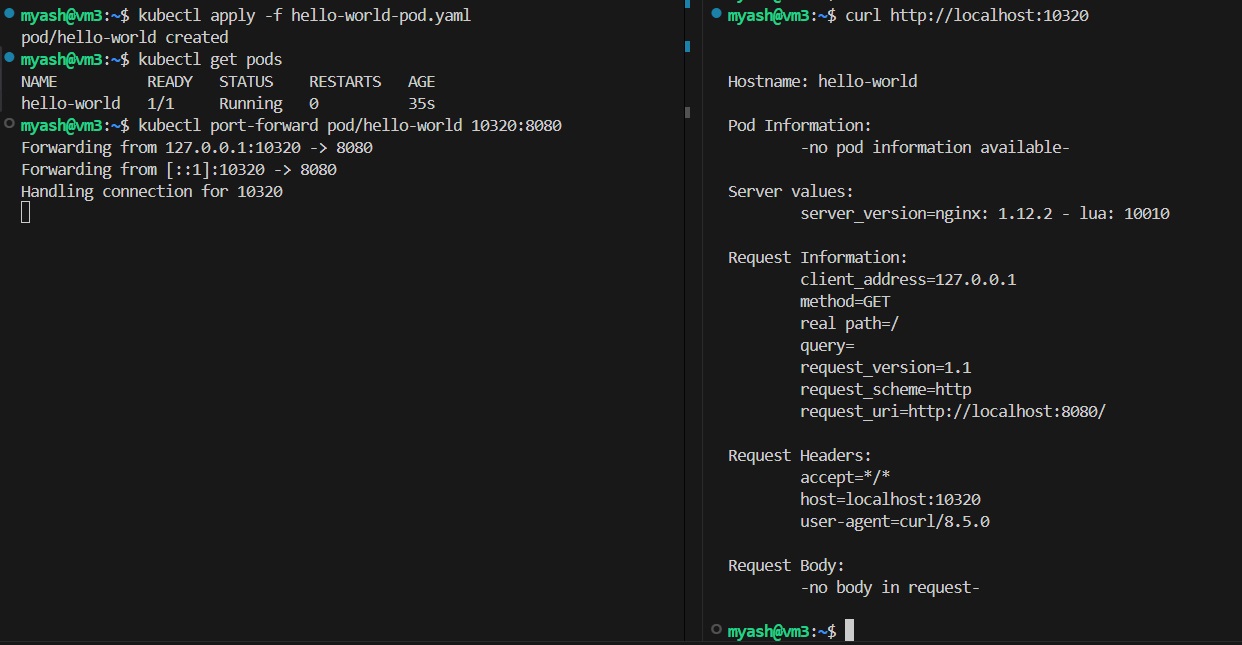 myash@vm3:~$ kubectl apply -f hello-world-pod.yaml
pod/hello-world created
myash@vm3:~$ kubectl get pods
NAME          READY   STATUS    RESTARTS   AGE
hello-world   1/1     Running   0          35s
myash@vm3:~$ kubectl port-forward pod/hello-world 10320:8080
Forwarding from 127.0.0.1:10320 -> 8080
Forwarding from [::1]:10320 -> 8080
Handling connection for 10320
myash@vm3:~$ curl http://localhost:10320
Hostname: hello-world
Pod Information:
-no pod information available-
Server values:
server_version=nginx: 1.12.2 - lua: 10010
Request Information:
client_address=127.0.0.1
method=GET
real path=/
query=
request_version=1.1
request_scheme=http
request_uri=http://localhost:8080/
Request Headers:
accept=*/*
host=localhost:10320
user-agent=curl/8.5.0
Request Body:
-no body in request-
myash@vm3:~$